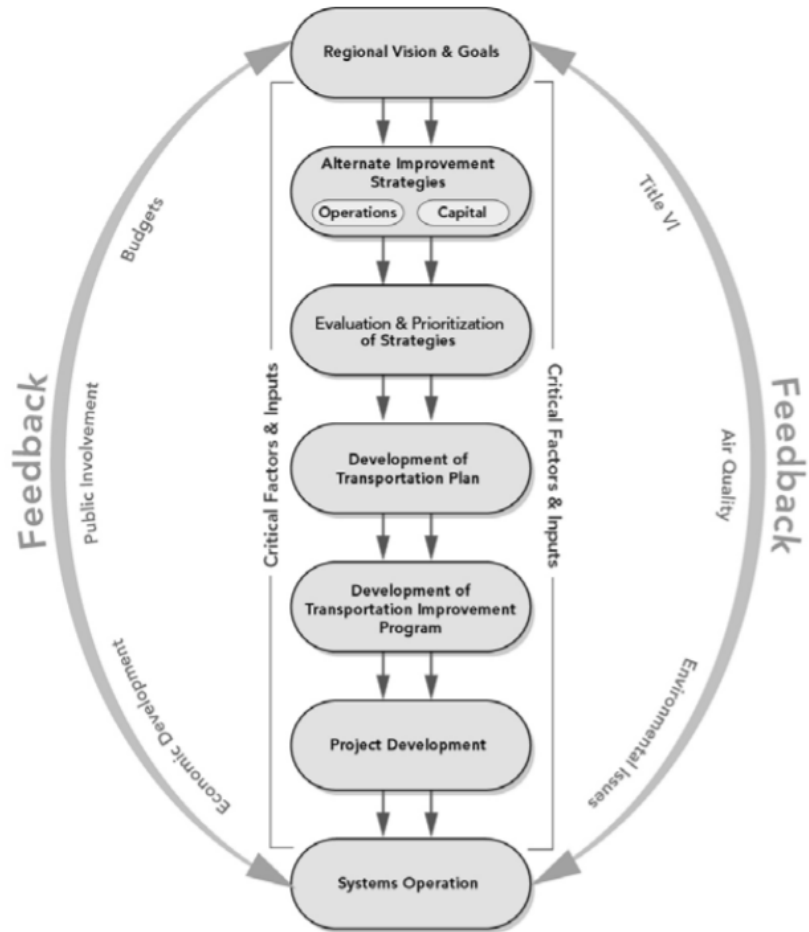 Regional Vision & Goals
Alternate Improvement
Strategies
Operations
Capital
Evaluation & Prioritization
of Strategies
Development of
Transportation Plan
Development of
Transportation Improvement
Program
Project Development
Systems Operation
Critical Factors & Inputs
Critical Factors & Inputs
Feedback
Budgets
Public Involvement
Economic Development
Feedback
Title VI
Air Quality
Environmental Issues